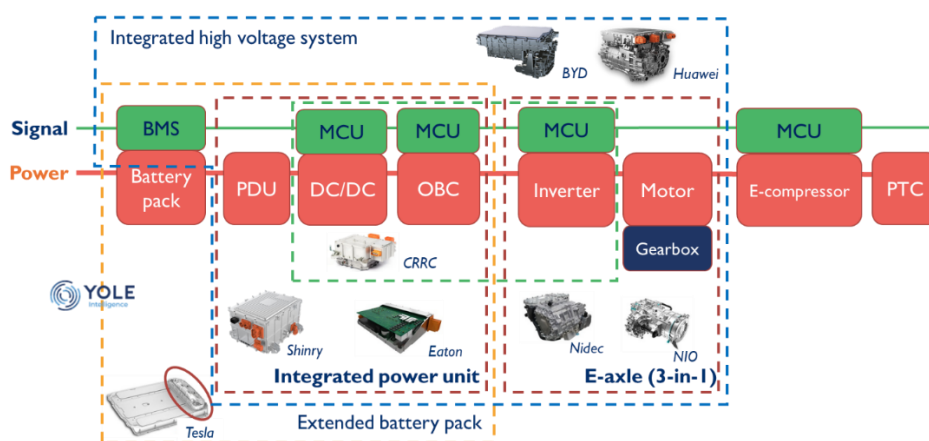 Integrated high voltage system
BYD
Huawei
Signal
BMS
MCU
MCU
MCU
MCU
Power
Battery
pack
PDU
DC/DC
OBC
Inverter
Motor
E-compressor
PTC
Gearbox
CRRC
YOLE
Intelligence
Shinry
Eaton
Nidec
NIO
Integrated power unit
E-axle (3-in-1)
Tesla
Extended battery pack